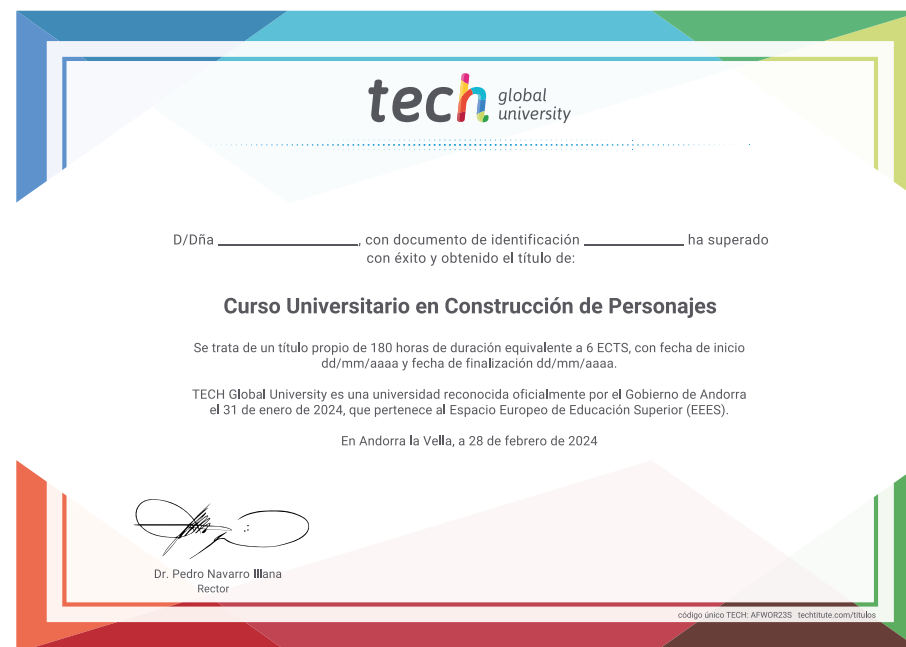 tech global university
D/Dña ______________, con documento de identificación __________ ha superado
con éxito y obtenido el título de:
Curso Universitario en Construcción de Personajes
Se trata de un título propio de 180 horas de duración equivalente a 6 ECTS, con fecha de inicio
dd/mm/aaaa y fecha de finalización dd/mm/aaaa.
TECH Global University es una universidad reconocida oficialmente por el Gobierno de Andorra
el 31 de enero de 2024, que pertenece al Espacio Europeo de Educación Superior (EEES).
En Andorra la Vella, a 28 de febrero de 2024
Dr. Pedro Navarro Illana
Rector
código único TECH: AFWOR23S techtitute.com/titulos